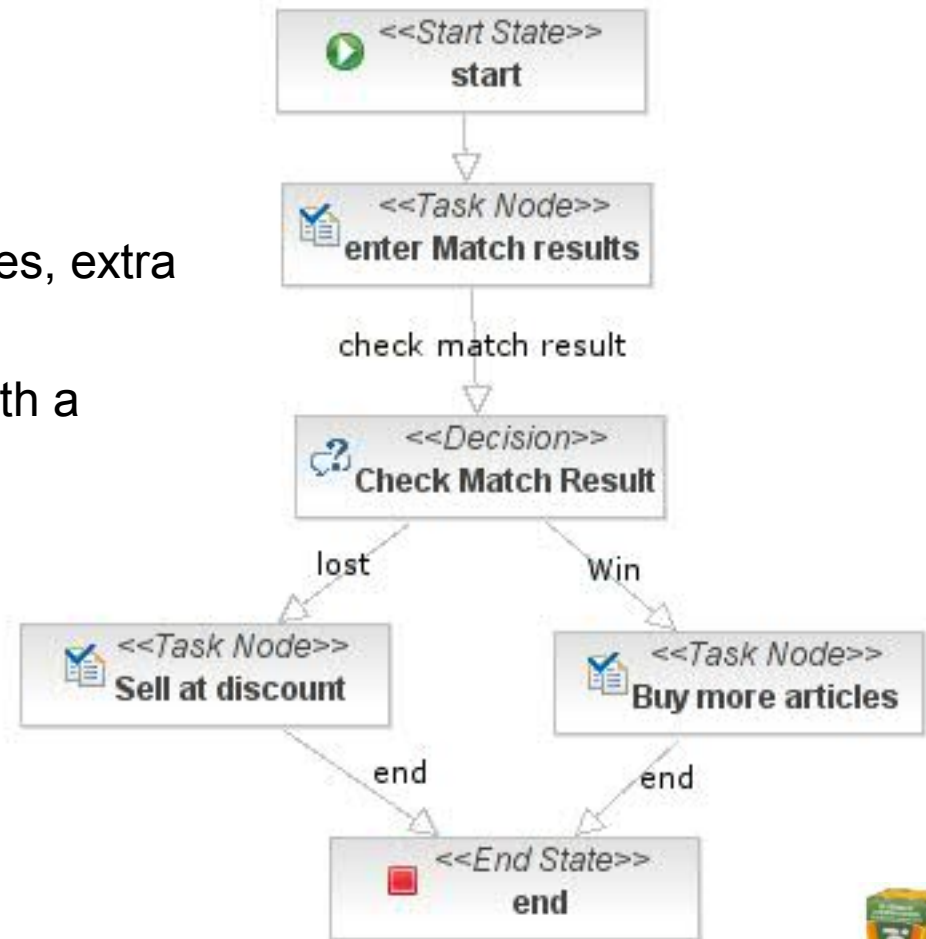 <<Start State>>
start
<<Task Node>>
enter Match results
es, extra
check match result
th a
<<Decision>>
Check Match Result
lost
Win
<<Task Node>>
Sell at discount
<<Task Node>>
Buy more articles
end
end
<<End State>>
end